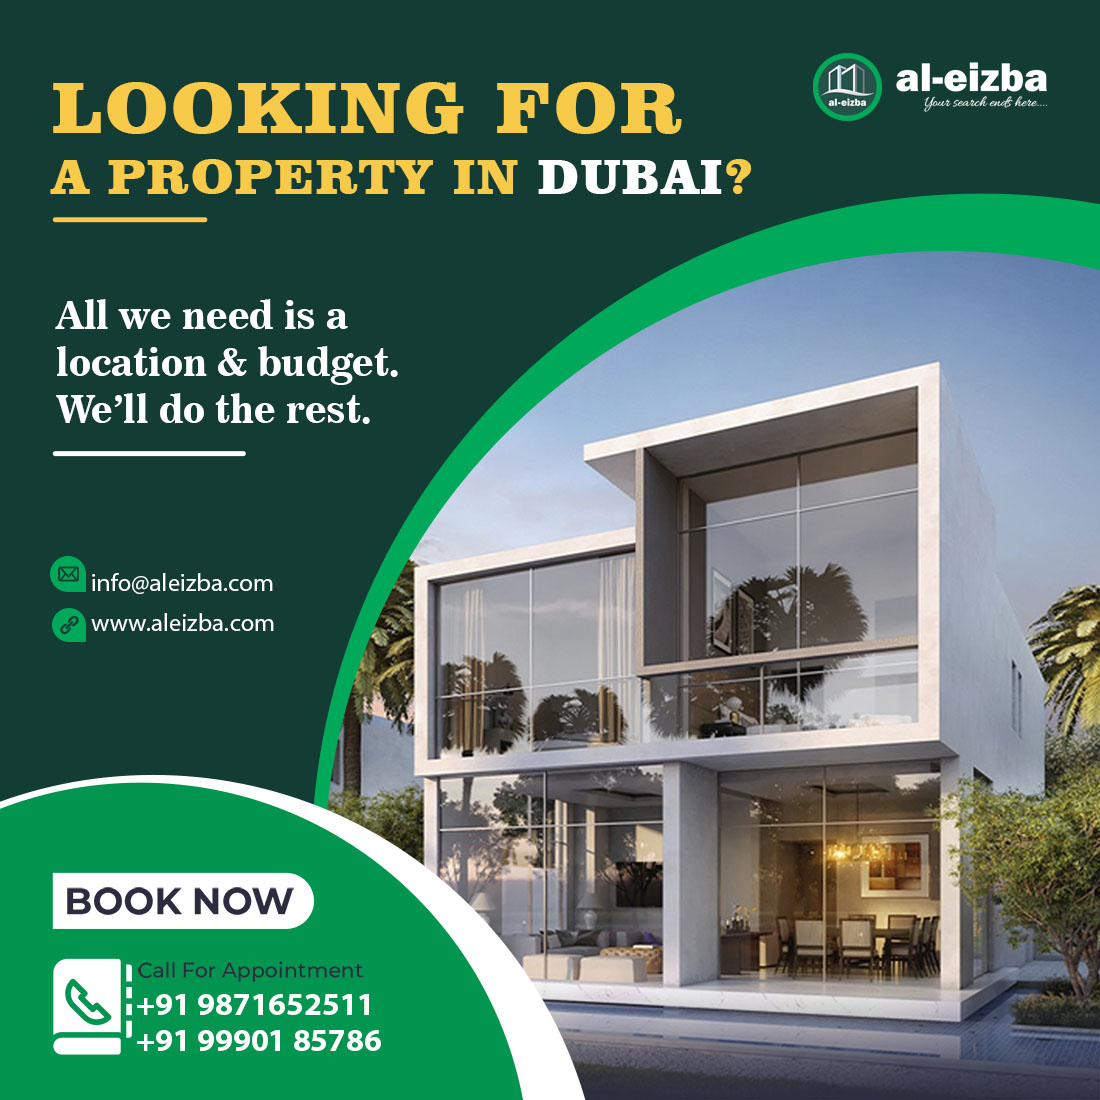 LOOKING FOR
A PROPERTY IN DUBAI?
al-eizba
al-eizba
Your search ends here....
All we need is a
location & budget.
We'll do the rest.
info@aleizba.com
www.aleizba.com
BOOK NOW
Call For Appointment
+91 9871652511
+91 99901 85786